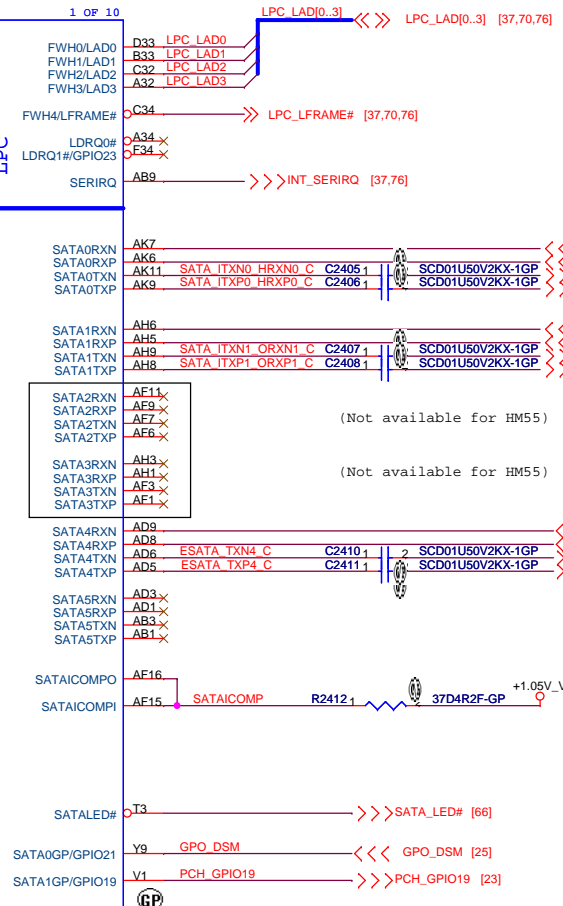 1 OF 10
LPC_LAD[0..3] LPC_LAD[0..3] [37,70,76]
FWH0/LAD0 D33 LPC_LAD0
FWH1/LAD1 B33 LPC_LAD1
FWH2/LAD2 C32 LPC_LAD2
FWH3/LAD3 A32 LPC_LAD3
FWH4/LFRAME# C34 LPC_LFRAME# [37,70,76]
LPC
LDRQ0# A34
LDRQ1#/GPIO23 F34
SERIRQ AB9 INT_SERIRQ [37,76]
SATA0RXN AK7
SATA0RXP AK6
SATA0TXN AK11 SATA_ITXN0_HRXN0_C C2405 1 SCD01U50V2KX-1GP
SATA0TXP AK9 SATA_ITXP0_HRXP0_C C2406 1 SCD01U50V2KX-1GP
SATA1RXN AH6
SATA1RXP AH5
SATA1TXN AH9 SATA_ITXN1_ORXN1_C C2407 1 SCD01U50V2KX-1GP
SATA1TXP AH8 SATA_ITXP1_ORXP1_C C2408 1 SCD01U50V2KX-1GP
SATA2RXN AF11
SATA2RXP AF9
SATA2TXN AF7 (Not available for HM55)
SATA2TXP AF6
SATA3RXN AH3
SATA3RXP AH1 (Not available for HM55)
SATA3TXN AF3
SATA3TXP AF1
SATA4RXN AD9
SATA4RXP AD8
SATA4TXN AD6 ESATA_TXN4_C C2410 1 2 SCD01U50V2KX-1GP
SATA4TXP AD5 ESATA_TXP4_C C2411 1 SCD01U50V2KX-1GP
SATA5RXN AD3
SATA5RXP AD1
SATA5TXN AB3
SATA5TXP AB1
SATAICOMPO AF16
+1.05V_V
SATAICOMPI AF15 SATAICOMP R2412 1 37D4R2F-GP
SATALED# T3 SATA_LED# [66]
SATA0GP/GPIO21 Y9 GPO_DSM GPO_DSM [25]
SATA1GP/GPIO19 V1 PCH_GPIO19 PCH_GPIO19 [23]
GP